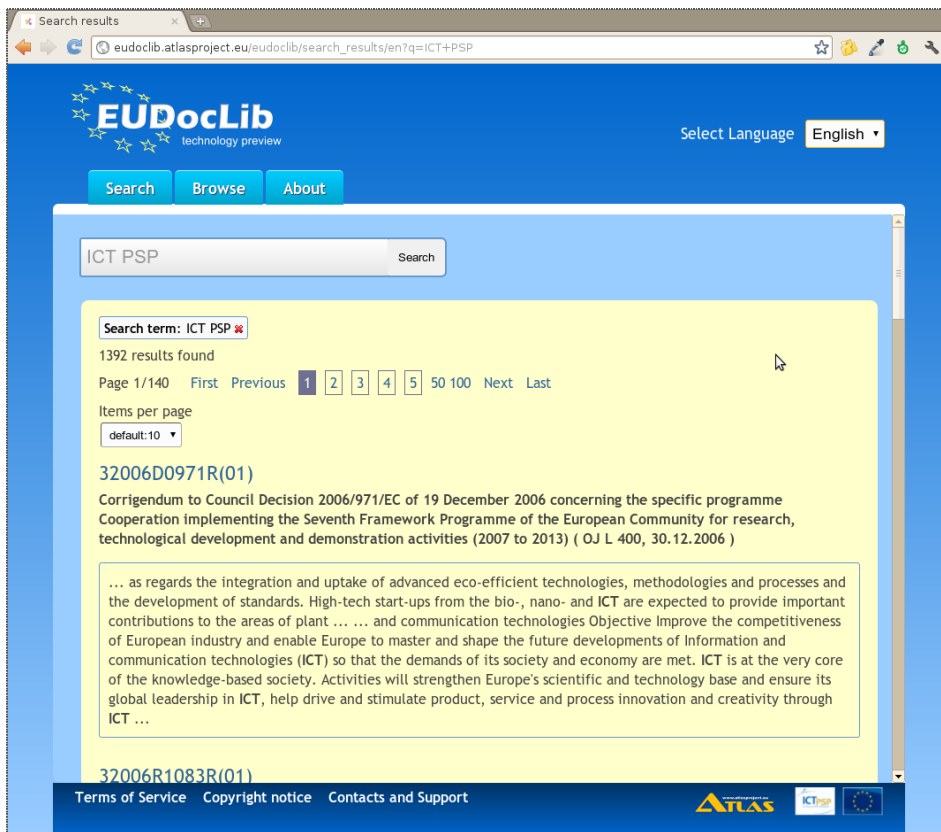 Search results
eudoclib.atlasproject.eu/eudoclib/search_results/en?q=ICT+PSP
EUDocLib
technology preview
Select Language English
Search Browse About
ICT PSP Search
Search term: ICT PSP
1392 results found
Page 1/140 First Previous 1 2 3 4 5 50 100 Next Last
Items per page
default:10
32006D0971R(01)
Corrigendum to Council Decision 2006/971/EC of 19 December 2006 concerning the specific programme
Cooperation implementing the Seventh Framework Programme of the European Community for research,
technological development and demonstration activities (2007 to 2013) ( OJ L 400, 30.12.2006 )
... as regards the integration and uptake of advanced eco-efficient technologies, methodologies and processes and
the development of standards. High-tech start-ups from the bio-, nano- and ICT are expected to provide important
contributions to the areas of plant ... ... and communication technologies Objective Improve the competitiveness
of European industry and enable Europe to master and shape the future developments of Information and
communication technologies (ICT) so that the demands of its society and economy are met. ICT is at the very core
of the knowledge-based society. Activities will strengthen Europe's scientific and technology base and ensure its
global leadership in ICT, help drive and stimulate product, service and process innovation and creativity through
ICT ...
32006R1083R(01)
Terms of Service Copyright notice Contacts and Support
www.atlasproject.eu
ATLAS ICT PSP